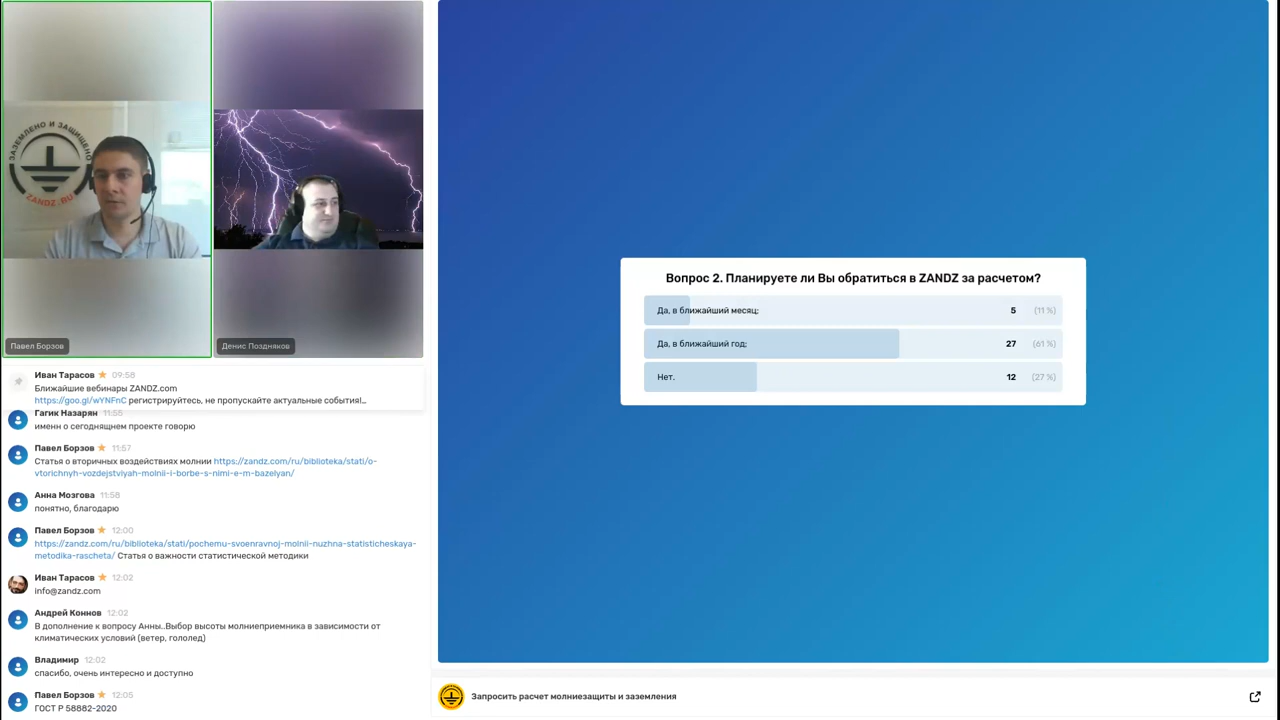 ЗАЗЕМЛЕНО И ЗАЩИЩЕНО
ZANDZ.RU
Павел Борзов
Денис Поздняков
Иван Тарасов 09:58
Ближайшие вебинары ZANDZ.com
https://goo.gl/wYNFnC регистрируйтесь, не пропускайте актуальные события!…
Гагик Назарян 11:55
именн о сегоднящнем проекте говорю
Павел Борзов 11:57
Статья о вторичных воздействиях молнии https://zandz.com/ru/biblioteka/stati/o-
vtorichnyh-vozdejstviyah-molnii-i-borbe-s-nimi-e-m-bazelyan/
Анна Мозгова 11:58
понятно, благодарю
Павел Борзов 12:00
https://zandz.com/ru/biblioteka/stati/pochemu-svoenravnoj-molnii-nuzhna-statisticheskaya-
metodika-rascheta/ Статья о важности статистической методики
Иван Тарасов 12:02
info@zandz.com
Андрей Коннов 12:02
В дополнение к вопросу Анны..Выбор высоты молниеприемника в зависимости от
климатических условий (ветер, гололед)
Владимир 12:02
спасибо, очень интересно и доступно
Павел Борзов 12:05
ГОСТ Р 58882-2020
Вопрос 2. Планируете ли Вы обратиться в ZANDZ за расчетом?
Да, в ближайший месяц; 5 (11 %)
Да, в ближайший год; 27 (61 %)
Нет. 12 (27 %)
Запросить расчет молниезащиты и заземления